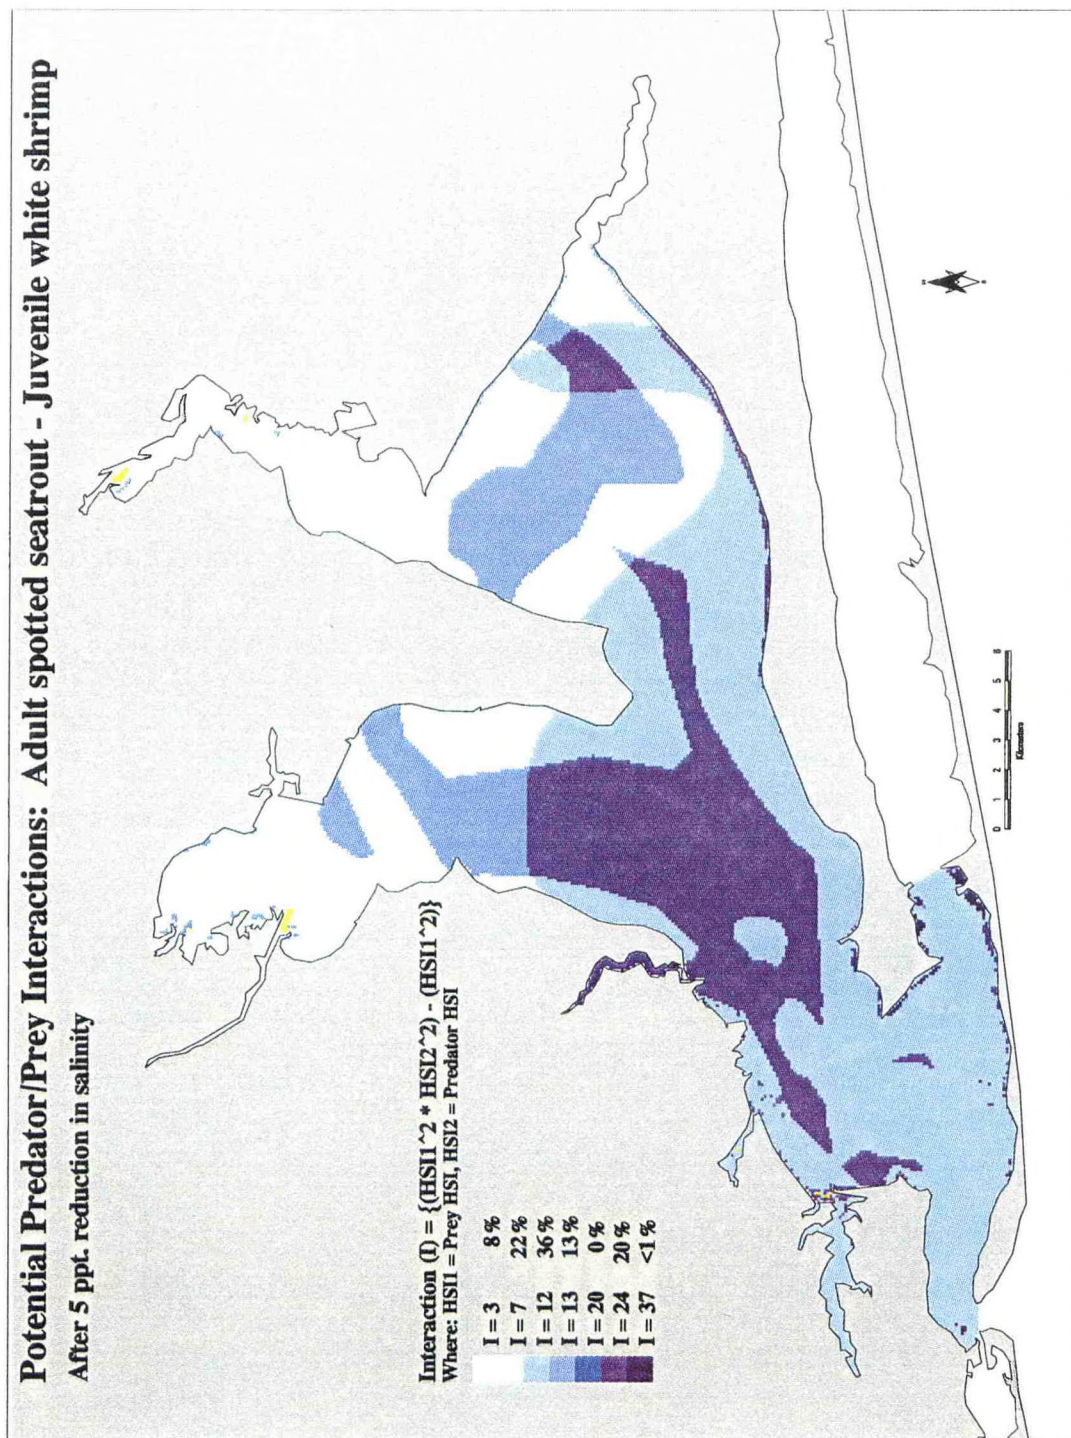 Potential Predator/Prey Interactions: Adult spotted seatrout - Juvenile white shrimp
After 5 ppt. reduction in salinity
Interaction (I) = {(HSI1^2 * HSI2^2) - (HSI1^2)}
Where: HSI1 = Prey HSI, HSI2 = Predator HSI
I = 3 8%
I = 7 22%
I = 12 36%
I = 13 13%
I = 20 0%
I = 24 20%
I = 37 <1%
0 1 2 3 4 5 6
Kilometers